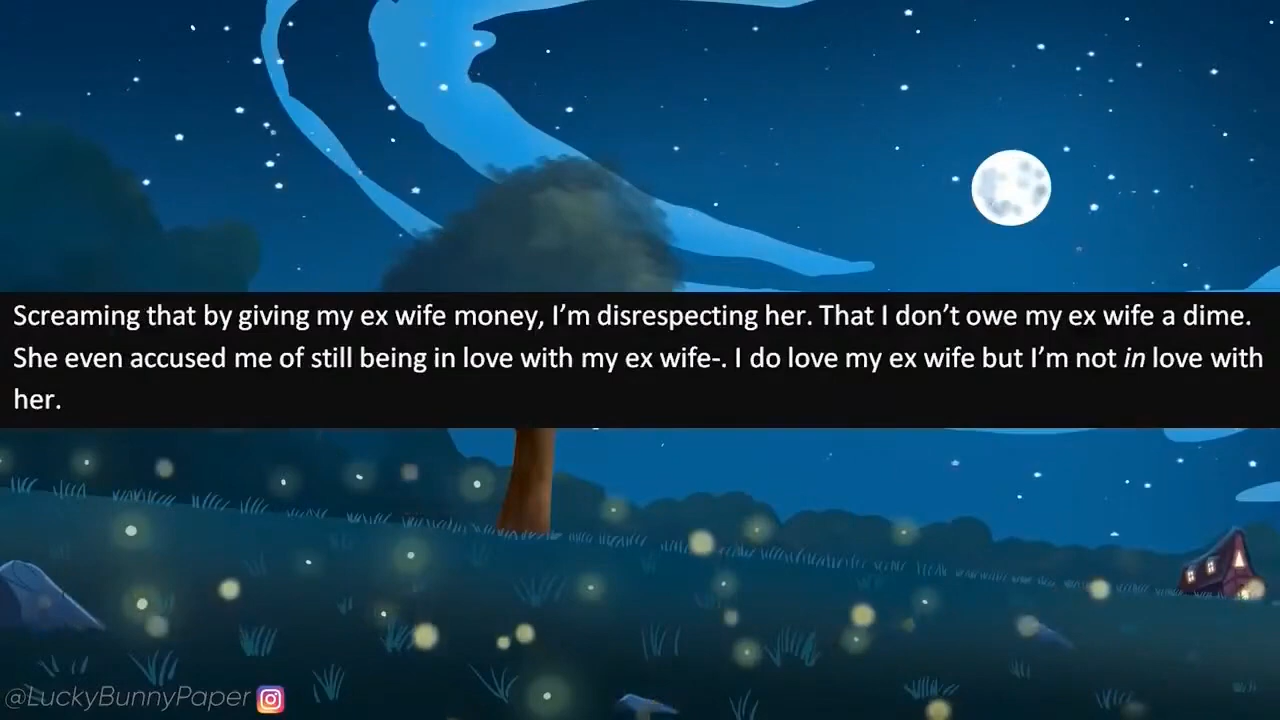 Screaming that by giving my ex wife money, I’m disrespecting her. That I don’t owe my ex wife a dime.
She even accused me of still being in love with my ex wife-. I do love my ex wife but I’m not in love with
her.
@LuckyBunnyPaper